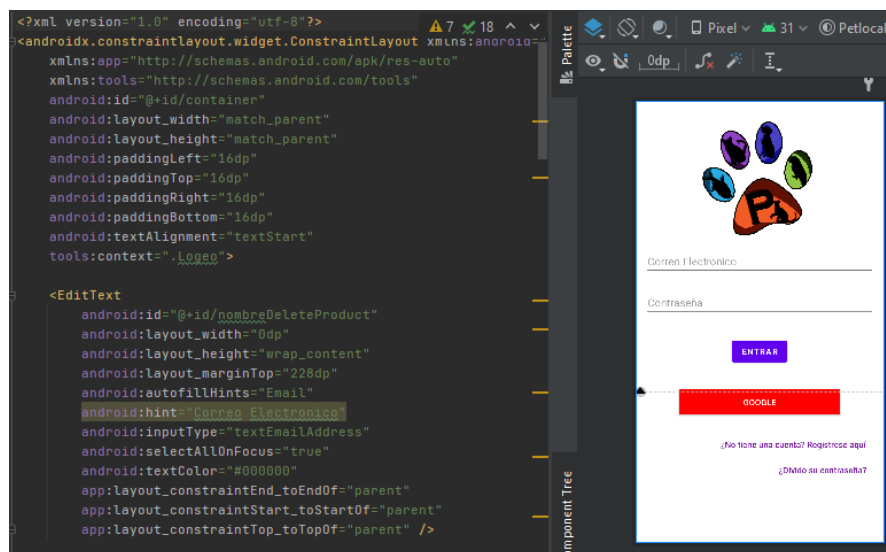 <?xml version="1.0" encoding="utf-8"?>
7 18
<androidx.constraintlayout.widget.ConstraintLayout xmlns:android="
xmlns:app="http://schemas.android.com/apk/res-auto"
xmlns:tools="http://schemas.android.com/tools"
android:id="@+id/container"
android:layout_width="match_parent"
android:layout_height="match_parent"
android:paddingLeft="16dp"
android:paddingTop="16dp"
android:paddingRight="16dp"
android:paddingBottom="16dp"
android:textAlignment="textStart"
tools:context=".Logeo">
<EditText
android:id="@+id/nombreDeleteProduct"
android:layout_width="0dp"
android:layout_height="wrap_content"
android:layout_marginTop="228dp"
android:autofillHints="Email"
android:hint="Correo Electronico"
android:inputType="textEmailAddress"
android:selectAllOnFocus="true"
android:textColor="#000000"
app:layout_constraintEnd_toEndOf="parent"
app:layout_constraintStart_toStartOf="parent"
app:layout_constraintTop_toTopOf="parent" />
Palette
Pixel 31 Petlocal
0dp
P
Correo Electronico
Contraseña
ENTRAR
GOOGLE
¿No tiene una cuenta? Registrese aquí
¿Olvido su contraseña?
mponent Tree